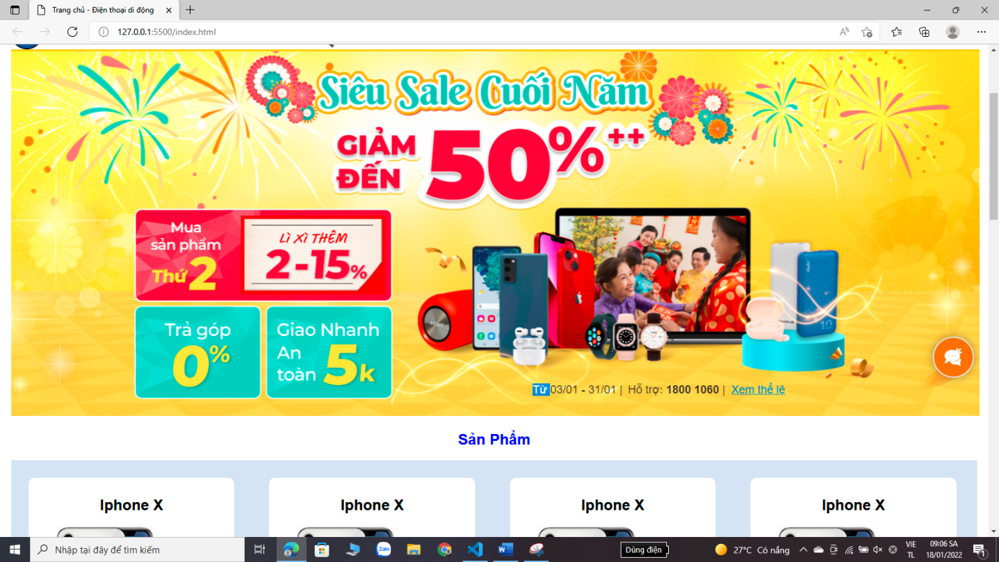 Trang chủ - Điện thoại di động
127.0.0.1:5500/index.html
Siêu Sale Cuối Năm
GIẢM ĐẾN 50%++
Mua
sản phẩm
Thứ 2
LÌ XÌ THÊM
2-15%
Trả góp
0%
Giao Nhanh
An
toàn 5k
Từ 03/01 - 31/01 | Hỗ trợ: 1800 1060 | Xem thể lệ
Sản Phẩm
Iphone X Iphone X Iphone X Iphone X
Nhập tại đây để tìm kiếm
Zalo
Dùng điện
27°C Có nắng
VIE
TL
09:06 SA
18/01/2022
1